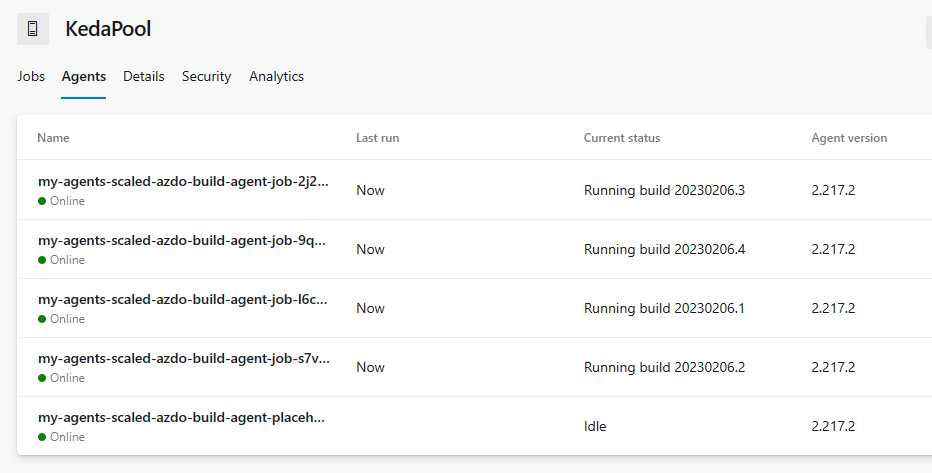 KedaPool
Jobs Agents Details Security Analytics
Name Last run Current status Agent version
my-agents-scaled-azdo-build-agent-job-2j2...
Online
Now Running build 20230206.3 2.217.2
my-agents-scaled-azdo-build-agent-job-9q...
Online
Now Running build 20230206.4 2.217.2
my-agents-scaled-azdo-build-agent-job-l6c...
Online
Now Running build 20230206.1 2.217.2
my-agents-scaled-azdo-build-agent-job-s7v...
Online
Now Running build 20230206.2 2.217.2
my-agents-scaled-azdo-build-agent-placeh...
Online
Idle 2.217.2